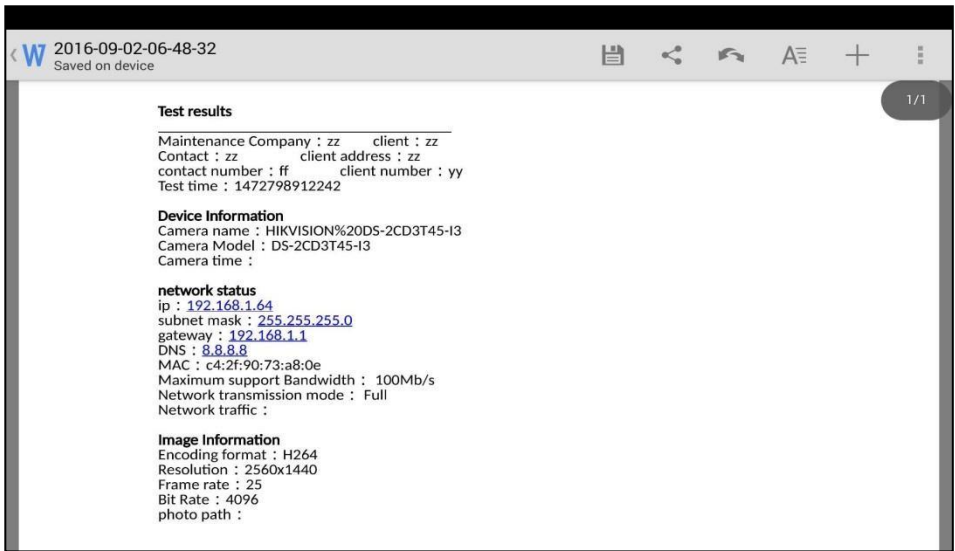 2016-09-02-06-48-32
Saved on device
1/1
Test results
Maintenance Company：zz client：zz
Contact：zz client address：zz
contact number：ff client number：yy
Test time：1472798912242
Device Information
Camera name：HIKVISION%20DS-2CD3T45-I3
Camera Model：DS-2CD3T45-I3
Camera time：
network status
ip：192.168.1.64
subnet mask：255.255.255.0
gateway：192.168.1.1
DNS：8.8.8.8
MAC：c4:2f:90:73:a8:0e
Maximum support Bandwidth： 100Mb/s
Network transmission mode： Full
Network traffic：
Image Information
Encoding format：H264
Resolution：2560x1440
Frame rate：25
Bit Rate：4096
photo path：